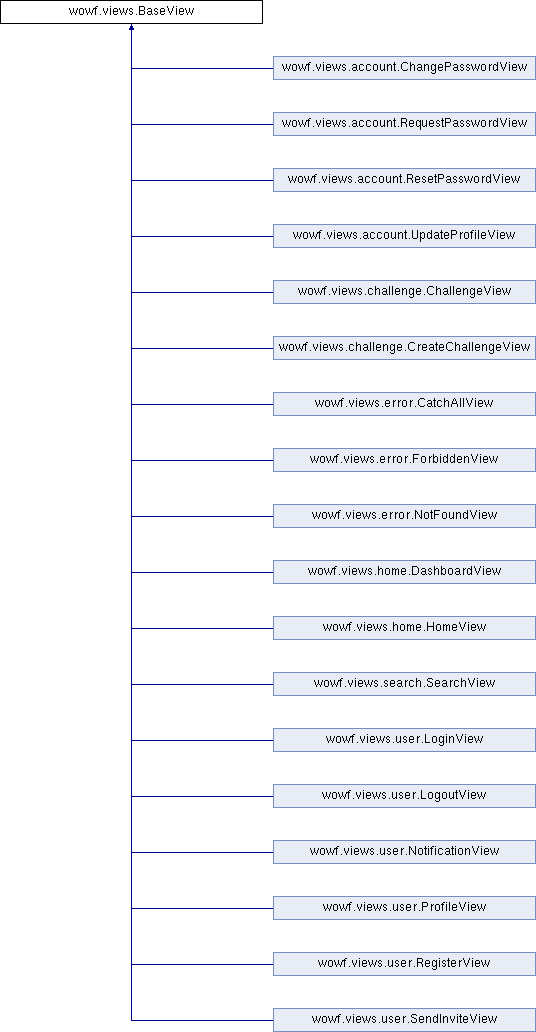 wowf.views.BaseView
wowf.views.account.ChangePasswordView
wowf.views.account.RequestPasswordView
wowf.views.account.ResetPasswordView
wowf.views.account.UpdateProfileView
wowf.views.challenge.ChallengeView
wowf.views.challenge.CreateChallengeView
wowf.views.error.CatchAllView
wowf.views.error.ForbiddenView
wowf.views.error.NotFoundView
wowf.views.home.DashboardView
wowf.views.home.HomeView
wowf.views.search.SearchView
wowf.views.user.LoginView
wowf.views.user.LogoutView
wowf.views.user.NotificationView
wowf.views.user.ProfileView
wowf.views.user.RegisterView
wowf.views.user.SendInviteView